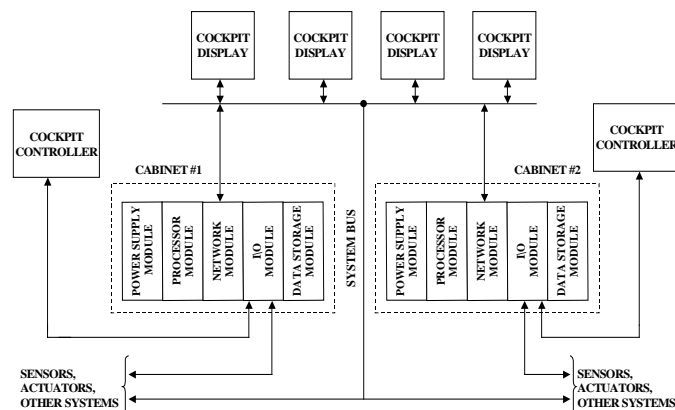 COCKPIT
DISPLAY
COCKPIT
DISPLAY
COCKPIT
DISPLAY
COCKPIT
DISPLAY
COCKPIT
CONTROLLER
COCKPIT
CONTROLLER
CABINET #1
CABINET #2
POWER SUPPLY
MODULE
PROCESSOR
MODULE
NETWORK
MODULE
I/O
MODULE
DATA STORAGE
MODULE
SYSTEM BUS
POWER SUPPLY
MODULE
PROCESSOR
MODULE
NETWORK
MODULE
I/O
MODULE
DATA STORAGE
MODULE
SENSORS,
ACTUATORS,
OTHER SYSTEMS
SENSORS,
ACTUATORS,
OTHER SYSTEMS